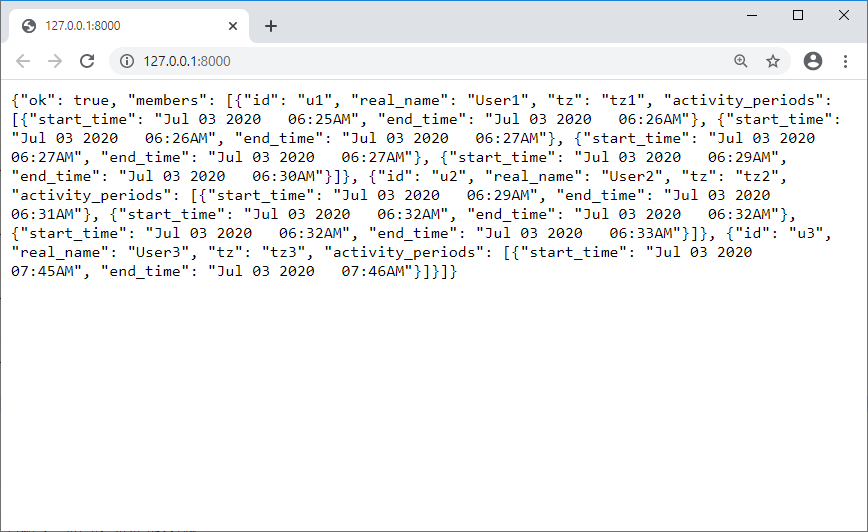 127.0.0.1:8000
127.0.0.1:8000
{"ok": true, "members": [{"id": "u1", "real_name": "User1", "tz": "tz1", "activity_periods":
[{"start_time": "Jul 03 2020   06:25AM", "end_time": "Jul 03 2020   06:26AM"}, {"start_time":
"Jul 03 2020   06:26AM", "end_time": "Jul 03 2020   06:27AM"}, {"start_time": "Jul 03 2020
06:27AM", "end_time": "Jul 03 2020   06:27AM"}, {"start_time": "Jul 03 2020   06:29AM",
"end_time": "Jul 03 2020   06:30AM"}]}, {"id": "u2", "real_name": "User2", "tz": "tz2",
"activity_periods": [{"start_time": "Jul 03 2020   06:29AM", "end_time": "Jul 03 2020
06:31AM"}, {"start_time": "Jul 03 2020   06:32AM", "end_time": "Jul 03 2020   06:32AM"},
{"start_time": "Jul 03 2020   06:32AM", "end_time": "Jul 03 2020   06:33AM"}]}, {"id": "u3",
"real_name": "User3", "tz": "tz3", "activity_periods": [{"start_time": "Jul 03 2020
07:45AM", "end_time": "Jul 03 2020   07:46AM"}]}]}